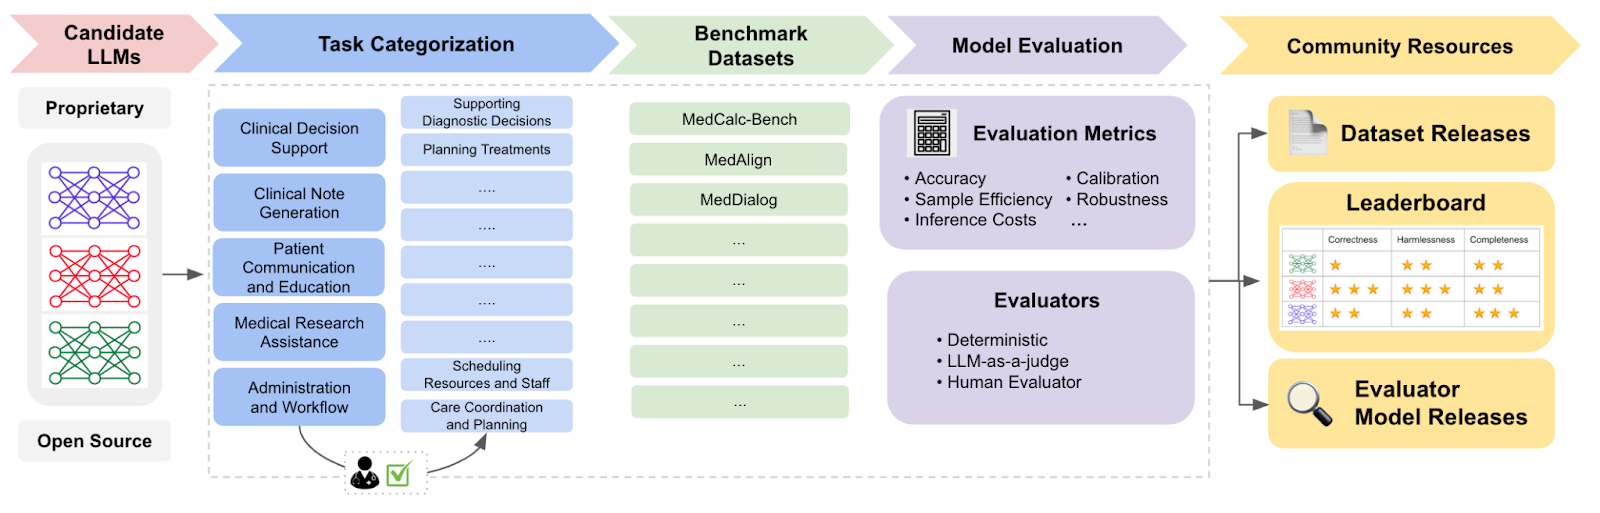 Candidate
LLMs
Task Categorization
Benchmark
Datasets
Model Evaluation
Community Resources
Proprietary
Open Source
Clinical Decision
Support
Clinical Note
Generation
Patient
Communication
and Education
Medical Research
Assistance
Administration
and Workflow
Supporting
Diagnostic Decisions
Planning Treatments
....
....
....
....
....
Scheduling
Resources and Staff
Care Coordination
and Planning
MedCalc-Bench
MedAlign
MedDialog
...
...
...
...
...
Evaluation Metrics
• Accuracy
• Sample Efficiency
• Inference Costs
• Calibration
• Robustness
...
Evaluators
• Deterministic
• LLM-as-a-judge
• Human Evaluator
Dataset Releases
Leaderboard
Correctness Harmlessness Completeness
Evaluator
Model Releases